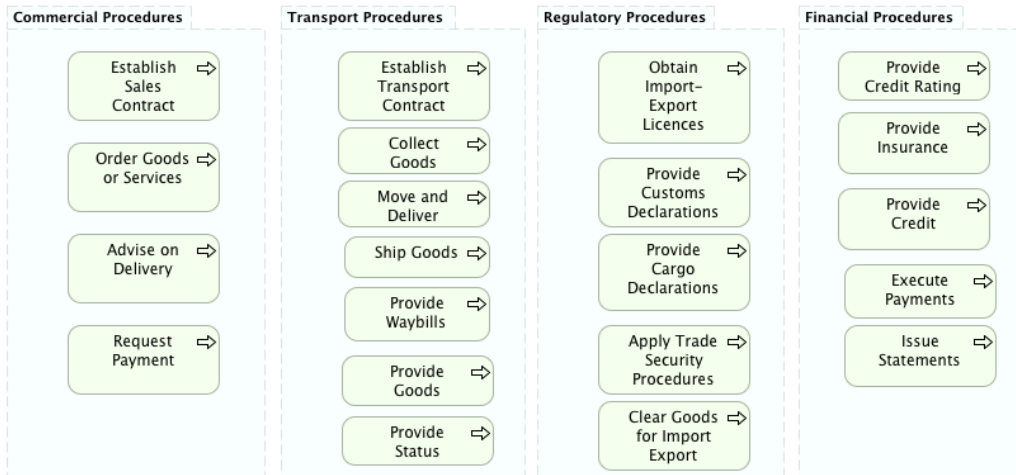 Commercial Procedures
Establish
Sales
Contract
Order Goods
or Services
Advise on
Delivery
Request
Payment
Transport Procedures
Establish
Transport
Contract
Collect
Goods
Move and
Deliver
Ship Goods
Provide
Waybills
Provide
Goods
Provide
Status
Regulatory Procedures
Obtain
Import-
Export
Licences
Provide
Customs
Declarations
Provide
Cargo
Declarations
Apply Trade
Security
Procedures
Clear Goods
for Import
Export
Financial Procedures
Provide
Credit Rating
Provide
Insurance
Provide
Credit
Execute
Payments
Issue
Statements